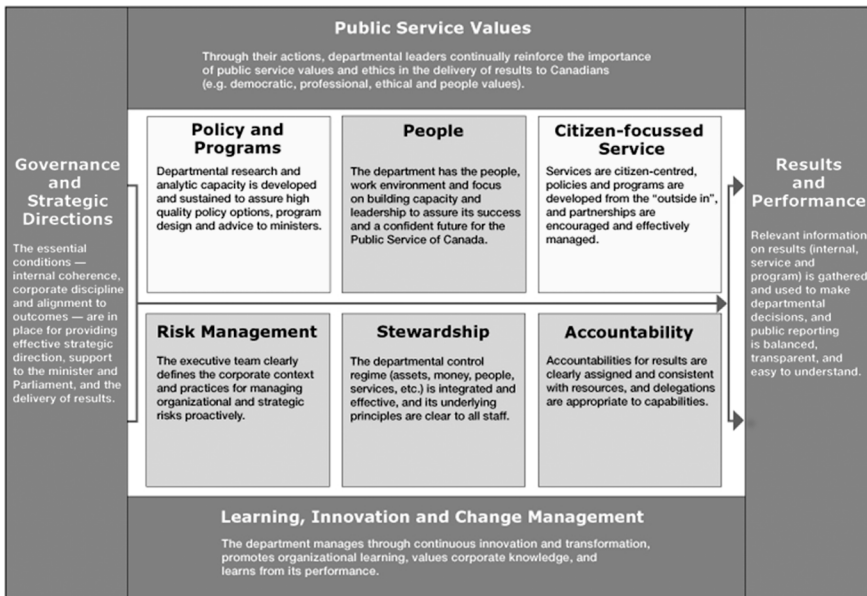 Public Service Values
Through their actions, departmental leaders continually reinforce the importance
of public service values and ethics in the delivery of results to Canadians
(e.g. democratic, professional, ethical and people values).
Governance
and
Strategic
Directions
The essential
conditions —
internal coherence,
corporate discipline
and alignment to
outcomes — are in
place for providing
effective strategic
direction, support
to the minister and
Parliament, and the
delivery of results.
Policy and
Programs
Departmental research and
analytic capacity is developed
and sustained to assure high
quality policy options, program
design and advice to ministers.
People
The department has the people,
work environment and focus
on building capacity and
leadership to assure its success
and a confident future for the
Public Service of Canada.
Citizen-focussed
Service
Services are citizen-centred,
policies and programs are
developed from the “outside in”,
and partnerships are
encouraged and effectively
managed.
Risk Management
The executive team clearly
defines the corporate context
and practices for managing
organizational and strategic
risks proactively.
Stewardship
The departmental control
regime (assets, money, people,
services, etc.) is integrated and
effective, and its underlying
principles are clear to all staff.
Accountability
Accountabilities for results are
clearly assigned and consistent
with resources, and delegations
are appropriate to capabilities.
Results
and
Performance
Relevant information
on results (internal,
service and
program) is gathered
and used to make
departmental
decisions, and
public reporting
is balanced,
transparent, and
easy to understand.
Learning, Innovation and Change Management
The department manages through continuous innovation and transformation,
promotes organizational learning, values corporate knowledge, and
learns from its performance.